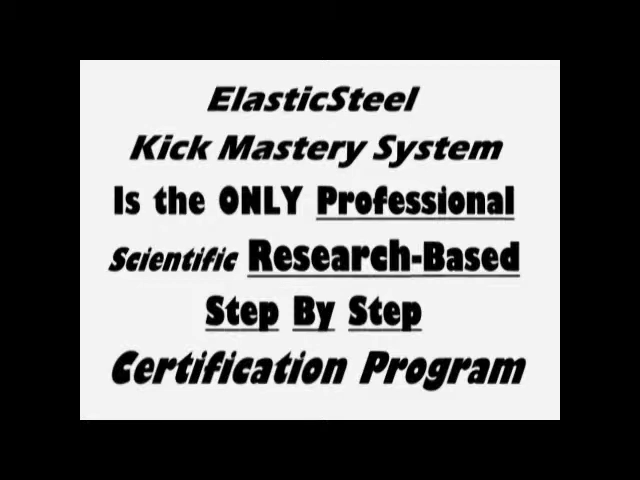 ElasticSteel
Kick Mastery System
Is the ONLY Professional
Scientific Research-Based
Step By Step
Certification Program